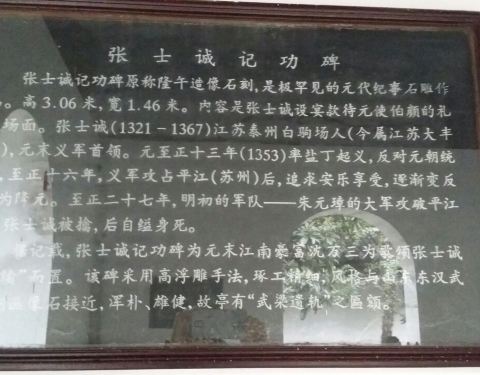 张士诚记功碑
张士诚记功碑原称隆午造像石刻,是极罕见的元代纪事石雕作
。高3.06米,宽1.46米。内容是张士诚设宴款待元使伯颜的礼
场面。张士诚(1321-1367)江苏泰州白驹场人(今属江苏大丰
),元末义军首领。元至正十三年(1353)率盐丁起义,反对元朝统
,至正十六年,义军攻占平江(苏州)后,追求安乐享受,逐渐变反
为降元。至正二十七年,明初的军队——朱元璋的大军攻破平江
张士诚被擒,后自缢身死。
据记载,张士诚记功碑为元末江南豪富沈万三为歌颂张士诚
"而置。该碑采用高浮雕手法,琢工精细,风格与山东东汉武
画像石接近,浑朴、雄健,故亭有"武梁遗轨"之匾额。